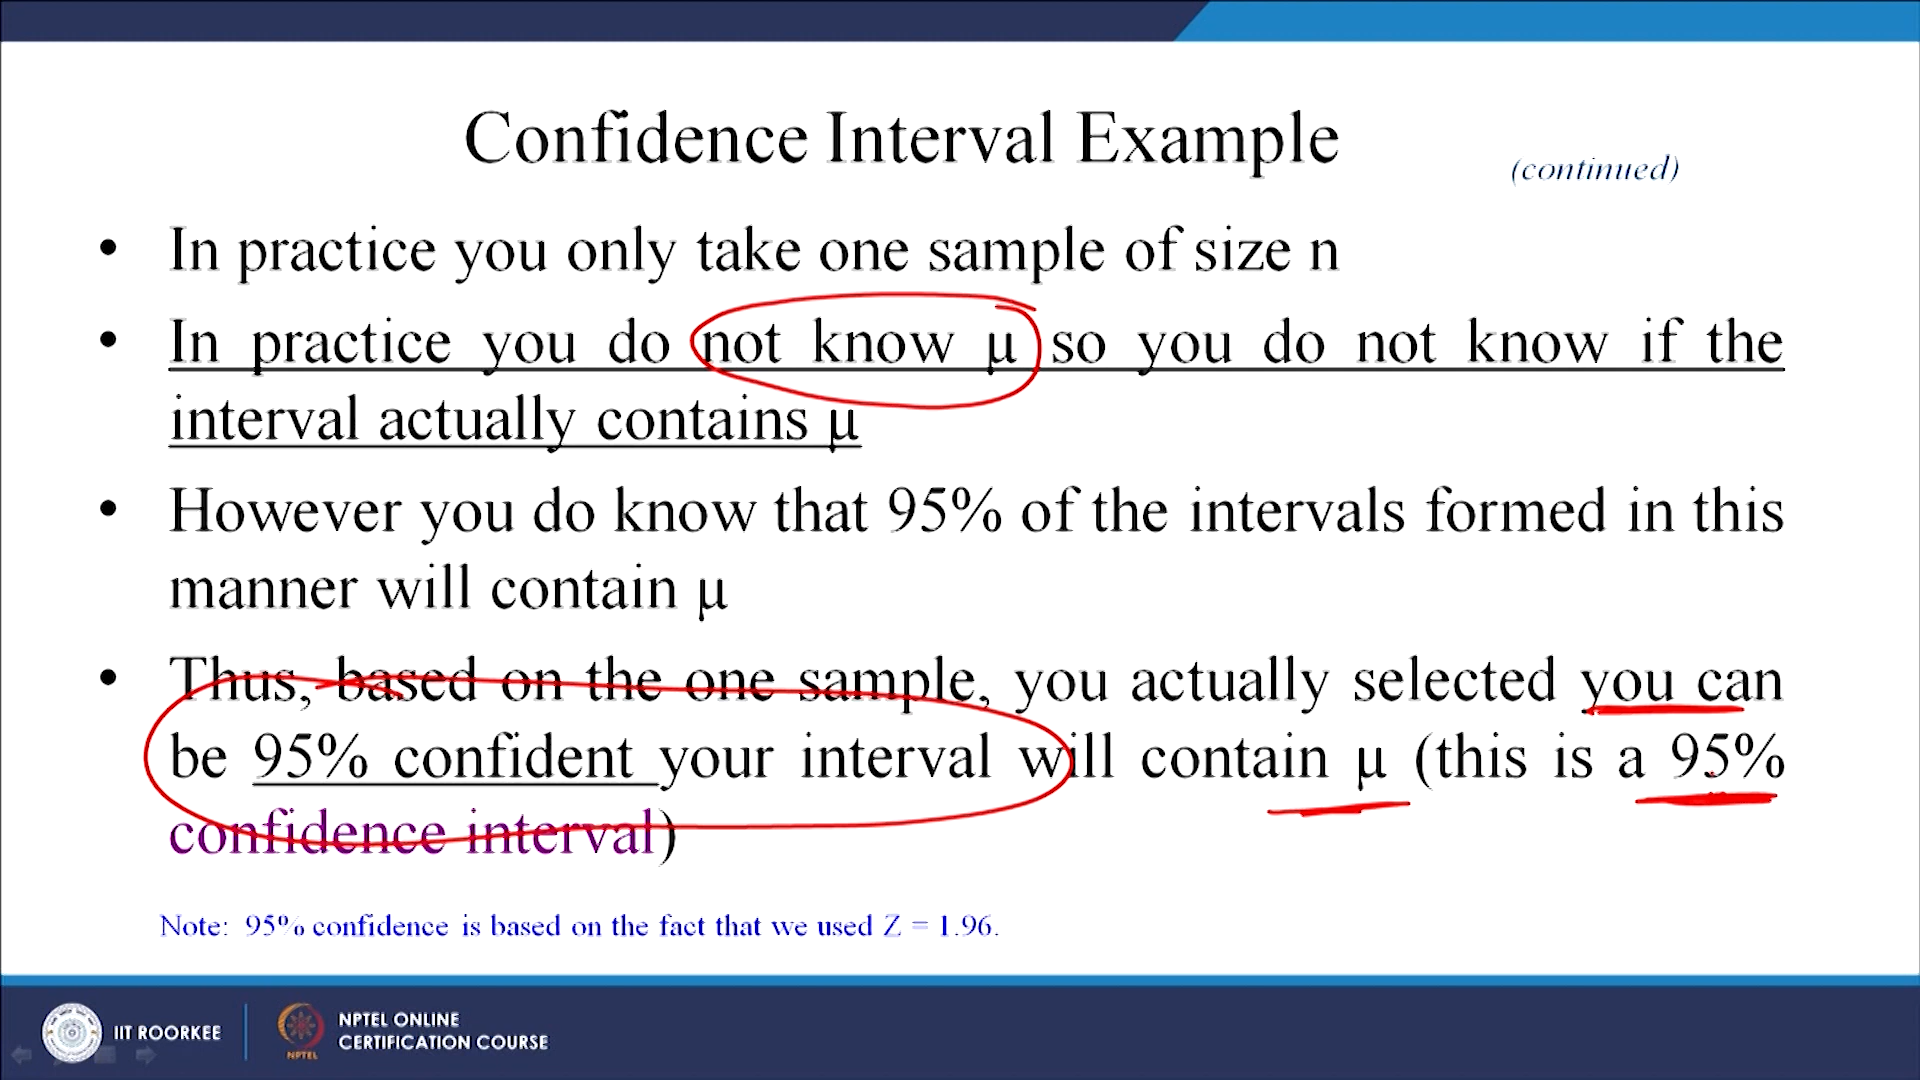 Confidence Interval Example
(continued)
• In practice you only take one sample of size n
• In practice you do not know μ so you do not know if the
interval actually contains μ
• However you do know that 95% of the intervals formed in this
manner will contain μ
• Thus, based on the one sample, you actually selected you can
be 95% confident your interval will contain μ (this is a 95%
confidence interval)
Note: 95% confidence is based on the fact that we used Z = 1.96.
IIT ROORKEE
NPTEL
NPTEL ONLINE
CERTIFICATION COURSE